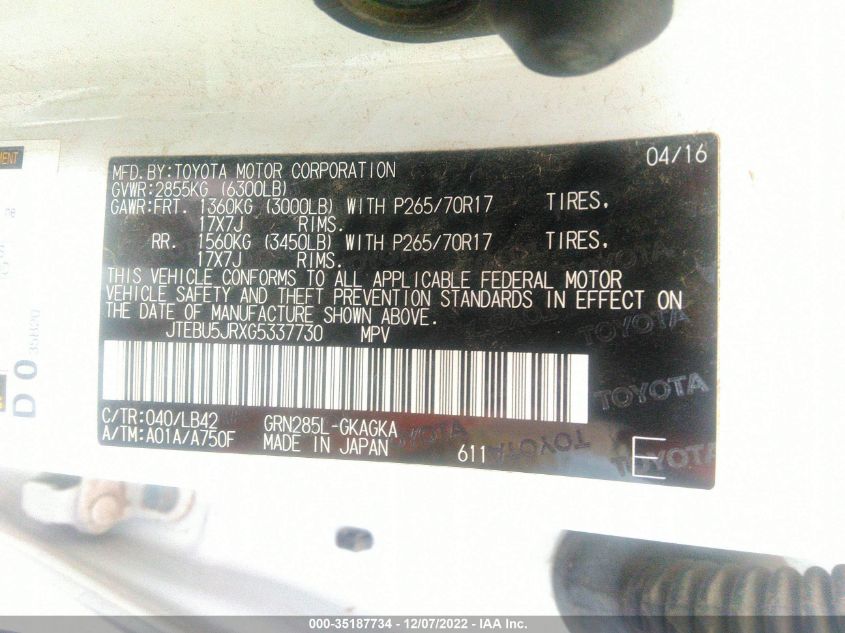 MFD.BY:TOYOTA MOTOR CORPORATION 04/16
GVWR:2855KG (6300LB)
GAWR:FRT. 1360KG (3000LB) WITH P265/70R17 TIRES,
17X7J RIMS.
RR. 1560KG (3450LB) WITH P265/70R17 TIRES,
17X7J RIMS.
THIS VEHICLE CONFORMS TO ALL APPLICABLE FEDERAL MOTOR
VEHICLE SAFETY AND THEFT PREVENTION STANDARDS IN EFFECT ON
THE DATE OF MANUFACTURE SHOWN ABOVE.
JTEBU5JRXG5337730 MPV
C/TR:040/LB42 GRN285L-GKAGKA
A/TM:A01A/A750F MADE IN JAPAN 611 E
TOYOTA
TOYOTA
TOYOTA
000-35187734 - 12/07/2022 - IAA Inc.